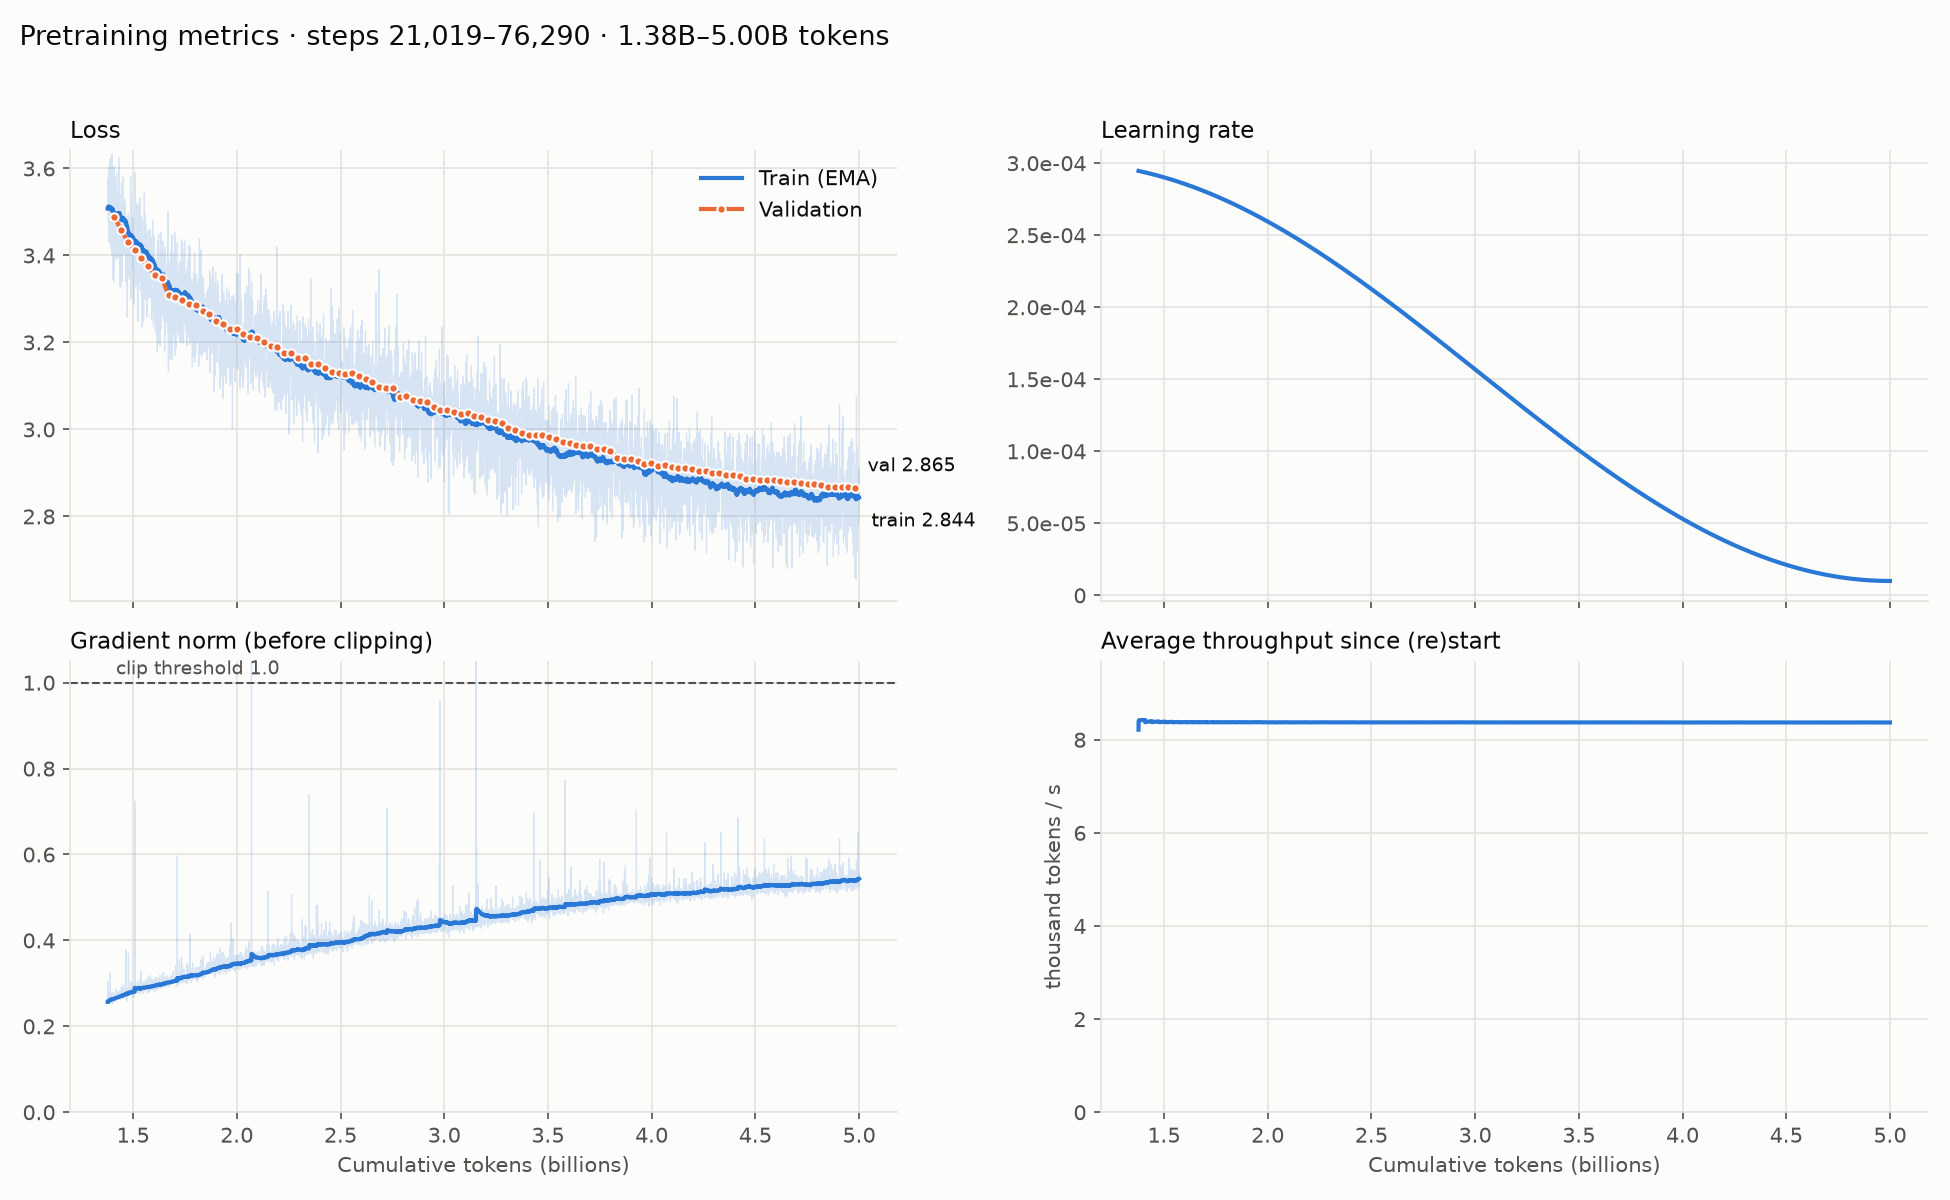 Pretraining metrics · steps 21,019–76,290 · 1.38B–5.00B tokens
Loss
3.6
3.4
3.2
3.0
2.8
Train (EMA)
Validation
val 2.865
train 2.844
Learning rate
3.0e-04
2.5e-04
2.0e-04
1.5e-04
1.0e-04
5.0e-05
0
Gradient norm (before clipping)
clip threshold 1.0
1.0
0.8
0.6
0.4
0.2
0.0
1.5 2.0 2.5 3.0 3.5 4.0 4.5 5.0
Cumulative tokens (billions)
Average throughput since (re)start
thousand tokens / s
8
6
4
2
0
1.5 2.0 2.5 3.0 3.5 4.0 4.5 5.0
Cumulative tokens (billions)